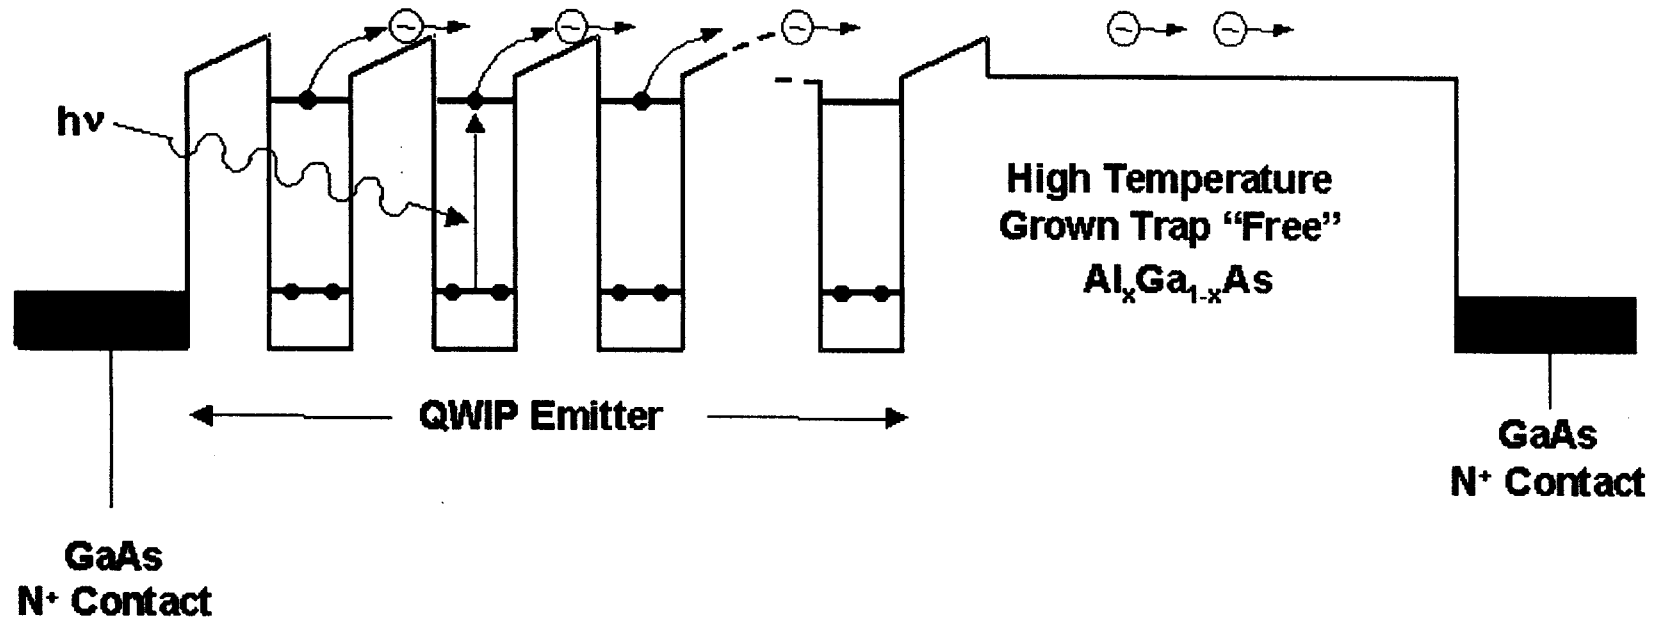 hν
High Temperature
Grown Trap “Free”
AlₓGa₁₋ₓAs
QWIP Emitter
GaAs
N⁺ Contact
GaAs
N⁺ Contact